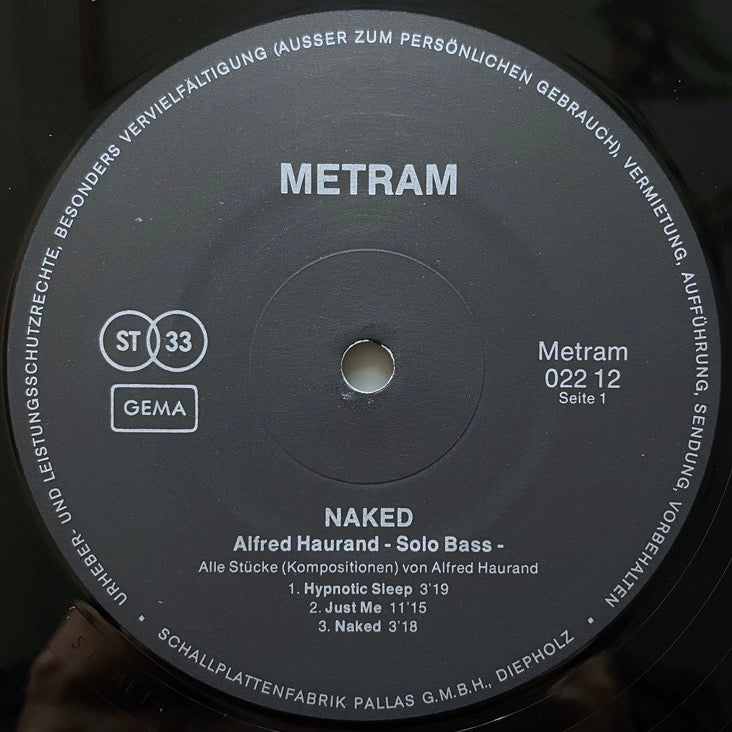 URHEBER- UND LEISTUNGSSCHUTZRECHTE, BESONDERS VERVIELFÄLTIGUNG (AUSSER ZUM PERSÖNLICHEN GEBRAUCH), VERMIETUNG, AUFFÜHRUNG, SENDUNG, VORBEHALTEN
METRAM
ST 33
GEMA
Metram
022 12
Seite 1
NAKED
Alfred Haurand - Solo Bass -
Alle Stücke (Kompositionen) von Alfred Haurand
1. Hypnotic Sleep 3'19
2. Just Me 11'15
3. Naked 3'18
• SCHALLPLATTENFABRIK PALLAS G.M.B.H., DIEPHOLZ •